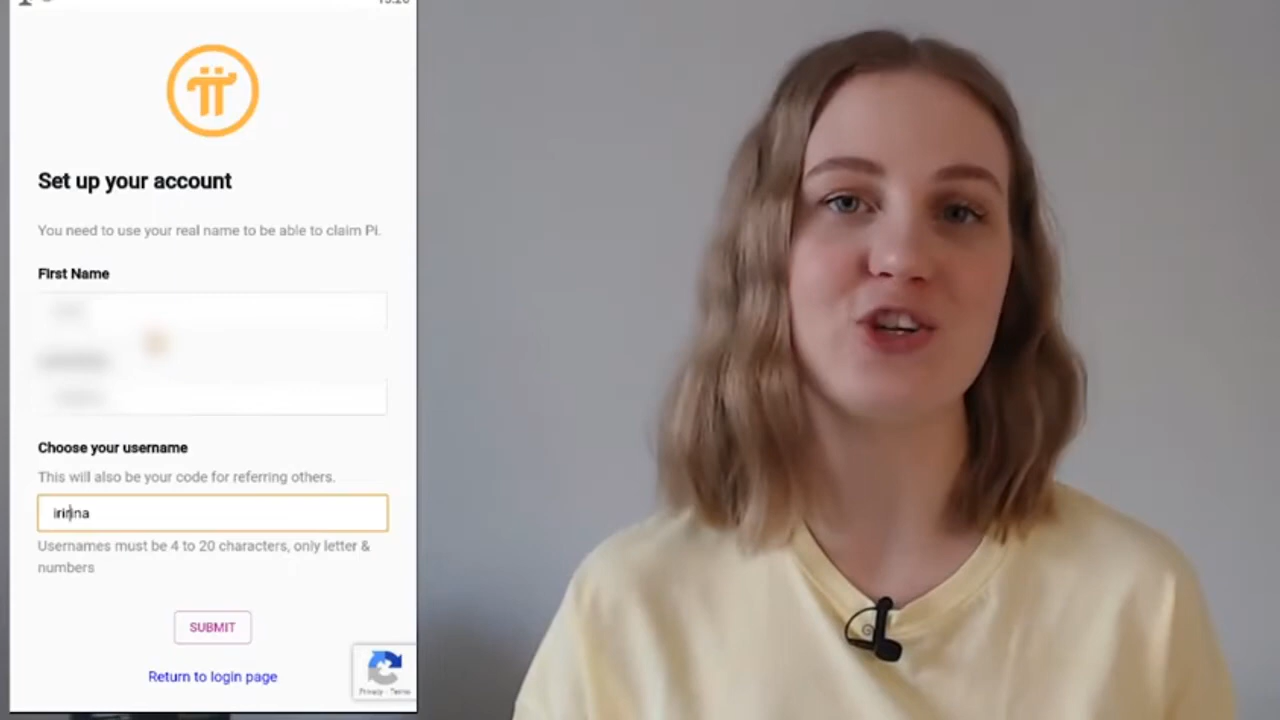 Set up your account
You need to use your real name to be able to claim Pi.
First Name
Choose your username
This will also be your code for referring others.
Usernames must be 4 to 20 characters, only letter &
numbers
SUBMIT
Return to login page
Privacy - Terms